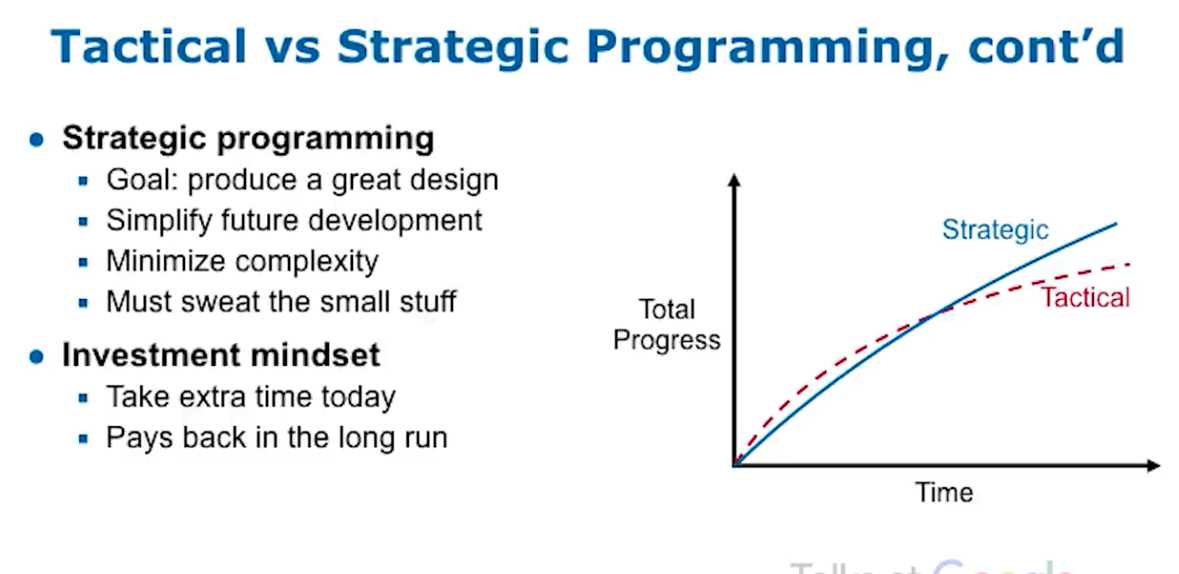 Tactical vs Strategic Programming, cont’d
Strategic programming
Goal: produce a great design
Simplify future development
Minimize complexity
Must sweat the small stuff
Investment mindset
Take extra time today
Pays back in the long run
Strategic
Tactical
Total
Progress
Time
Talks at Google